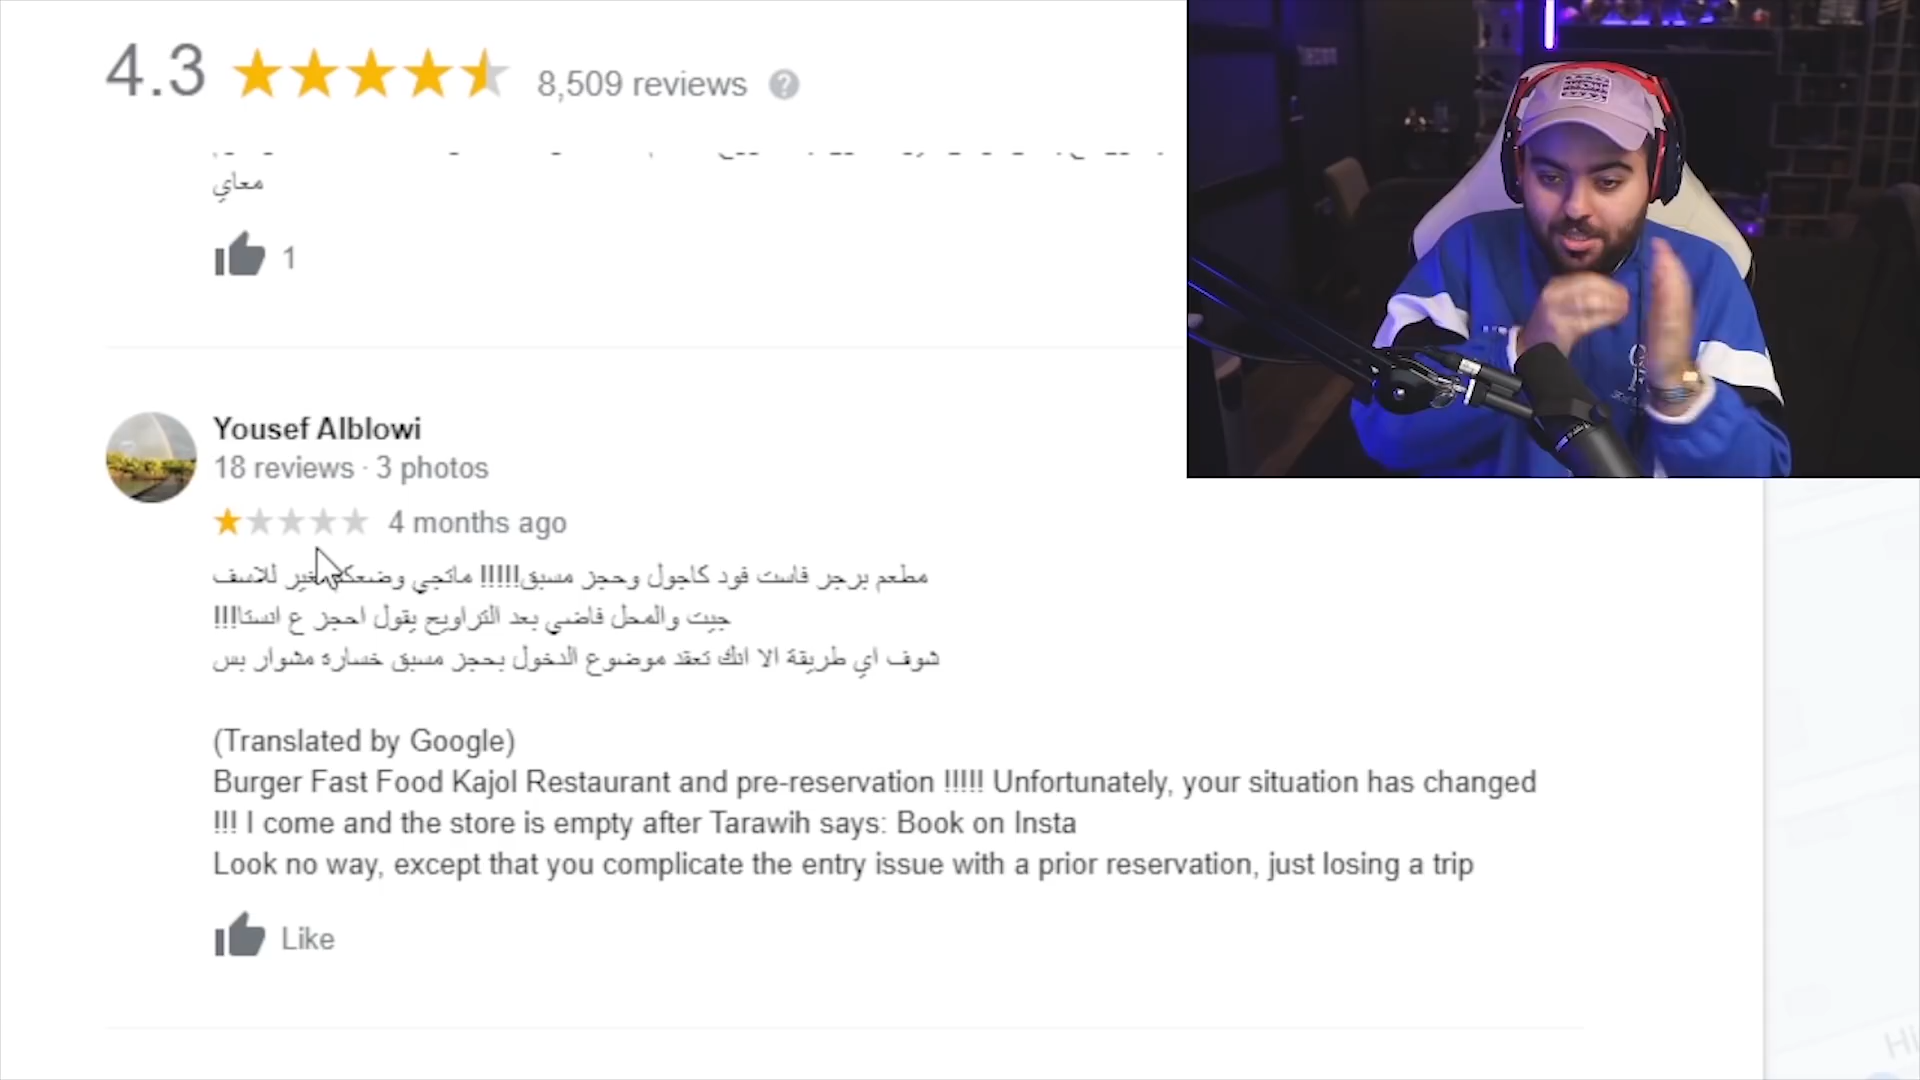 4.3
8,509 reviews
معاي
1
Yousef Alblowi
18 reviews · 3 photos
4 months ago
مطعم برجر فاست فود كاجول وحجز مسبق!!!!! ماتجي وضعكم للاسف
جيت والمحل فاضي بعد التراويح يقول احجز ع انستا!!!
شوف اي طريقة الا انك تعقد موضوع الدخول بحجز مسبق خسارة مشوار بس
(Translated by Google)
Burger Fast Food Kajol Restaurant and pre-reservation !!!!! Unfortunately, your situation has changed
!!! I come and the store is empty after Tarawih says: Book on Insta
Look no way, except that you complicate the entry issue with a prior reservation, just losing a trip
Like